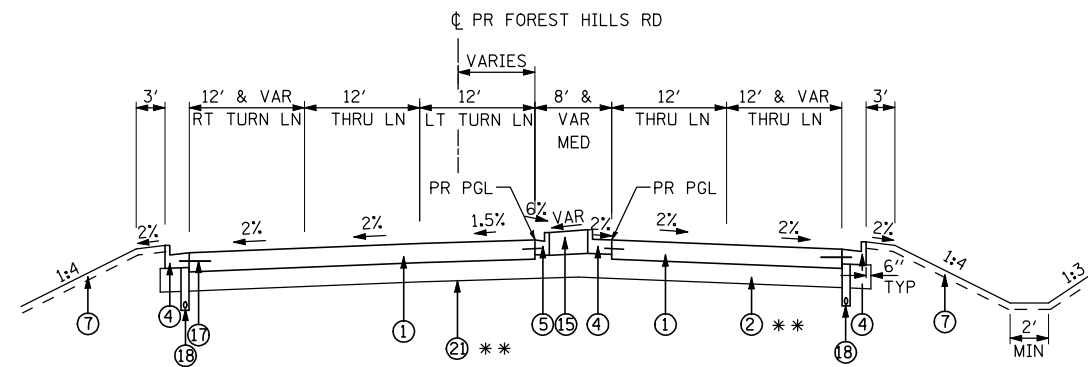 ℄ PR FOREST HILLS RD
VARIES
3' 12' & VAR 12' 12' 8' & 12' 12' & VAR 3'
RT TURN LN THRU LN LT TURN LN VAR THRU LN THRU LN
MED
PR PGL PR PGL
2% 2% 2% 1.5% 6% VAR 2% 2% 2% 2%
1:4 1:4 1:3
6" TYP
7 4 18 17 1 21 ** 5 15 4 1 2 ** 18 4 7
2'
MIN